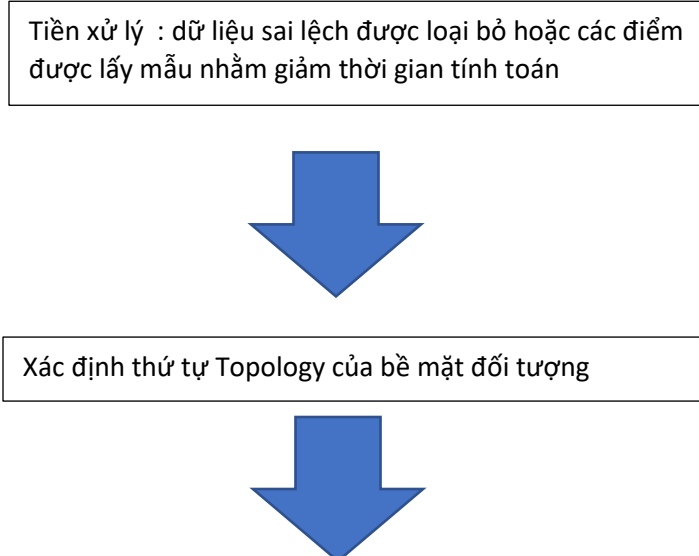 Tiền xử lý : dữ liệu sai lệch được loại bỏ hoặc các điểm
được lấy mẫu nhằm giảm thời gian tính toán
Xác định thứ tự Topology của bề mặt đối tượng